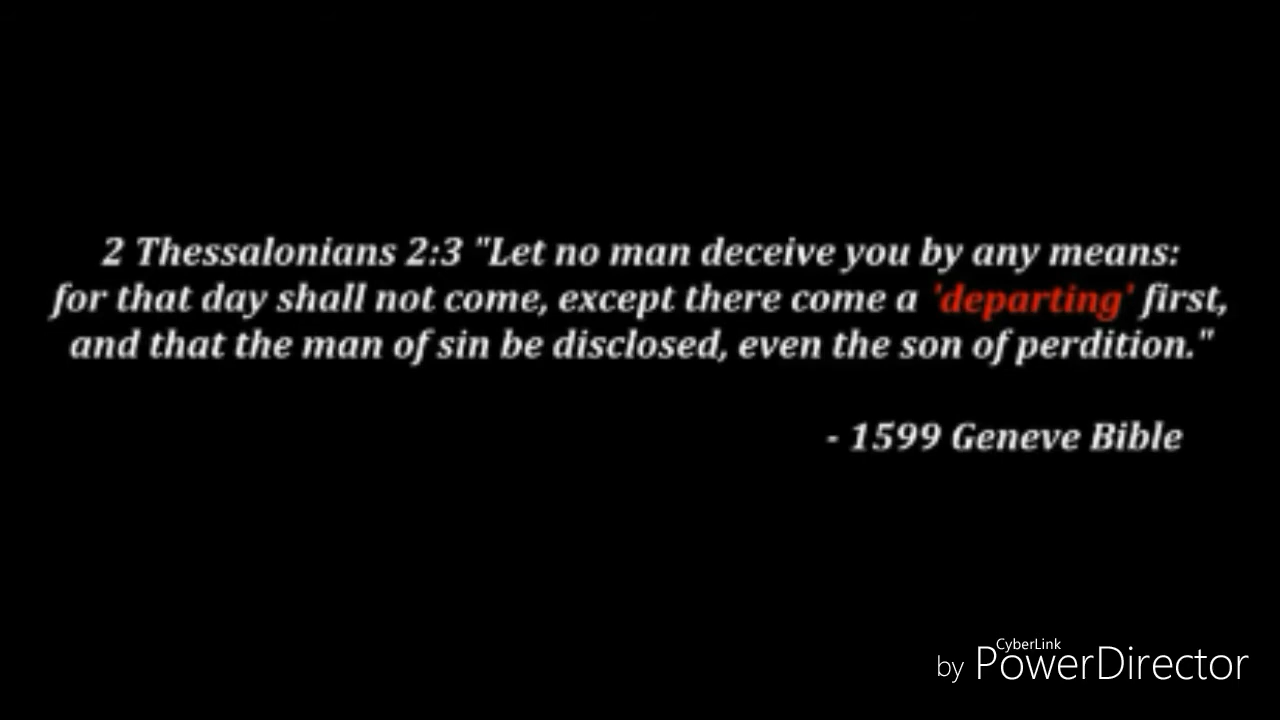 2 Thessalonians 2:3 "Let no man deceive you by any means:
for that day shall not come, except there come a 'departing' first,
and that the man of sin be disclosed, even the son of perdition."
- 1599 Geneve Bible
CyberLink
by PowerDirector